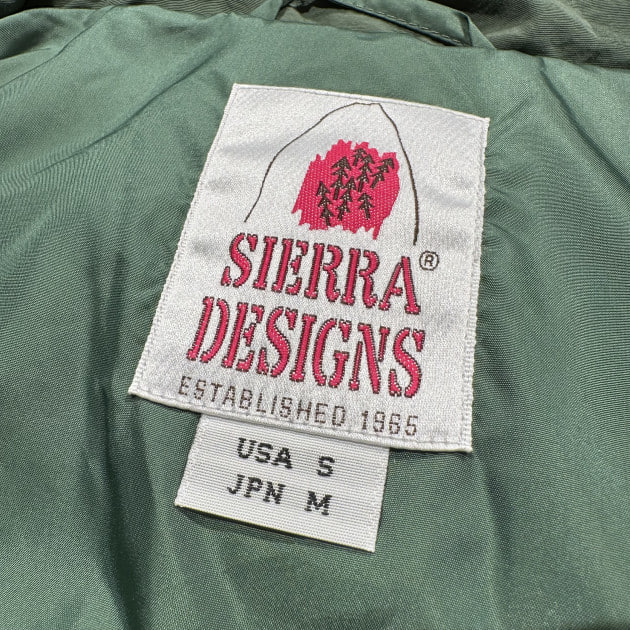 SIERRA®
DESIGNS
ESTABLISHED 1965
USA S
JPN M